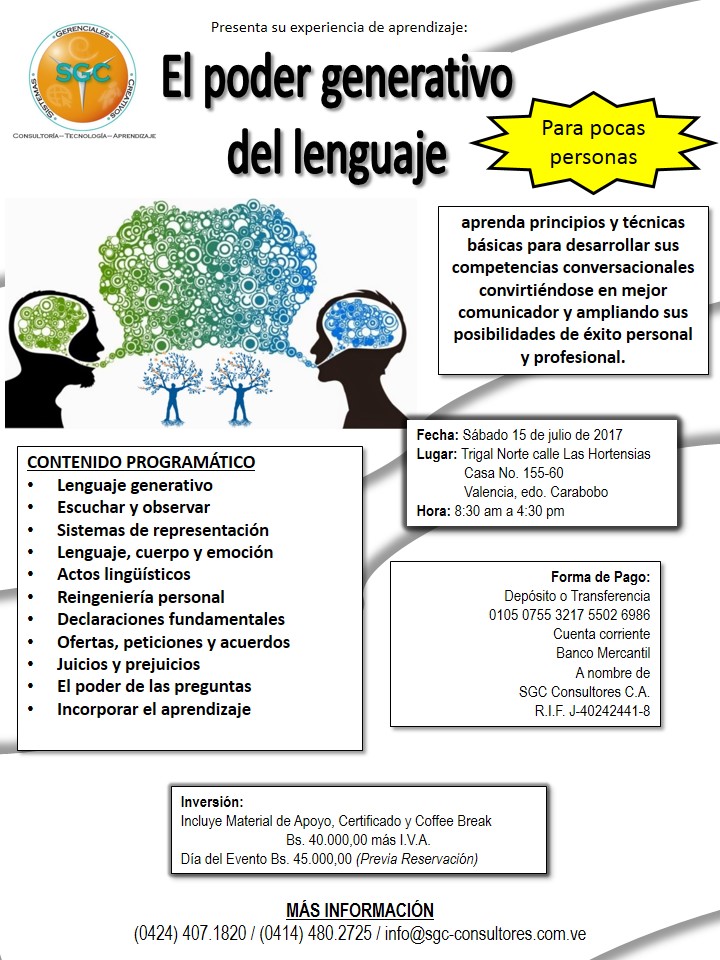 Presenta su experiencia de aprendizaje:
GERENCIALES
SISTEMAS
CREATIVOS
SGC
CONSULTORÍA – TECNOLOGÍA – APRENDIZAJE
El poder generativo
del lenguaje
Para pocas
personas
aprenda principios y técnicas
básicas para desarrollar sus
competencias conversacionales
convirtiéndose en mejor
comunicador y ampliando sus
posibilidades de éxito personal
y profesional.
Fecha: Sábado 15 de julio de 2017
Lugar: Trigal Norte calle Las Hortensias
Casa No. 155-60
Valencia, edo. Carabobo
Hora: 8:30 am a 4:30 pm
CONTENIDO PROGRAMÁTICO
• Lenguaje generativo
• Escuchar y observar
• Sistemas de representación
• Lenguaje, cuerpo y emoción
• Actos lingüísticos
• Reingeniería personal
• Declaraciones fundamentales
• Ofertas, peticiones y acuerdos
• Juicios y prejuicios
• El poder de las preguntas
• Incorporar el aprendizaje
Forma de Pago:
Depósito o Transferencia
0105 0755 3217 5502 6986
Cuenta corriente
Banco Mercantil
A nombre de
SGC Consultores C.A.
R.I.F. J-40242441-8
Inversión:
Incluye Material de Apoyo, Certificado y Coffee Break
Bs. 40.000,00 más I.V.A.
Día del Evento Bs. 45.000,00 (Previa Reservación)
MÁS INFORMACIÓN
(0424) 407.1820 / (0414) 480.2725 / info@sgc-consultores.com.ve